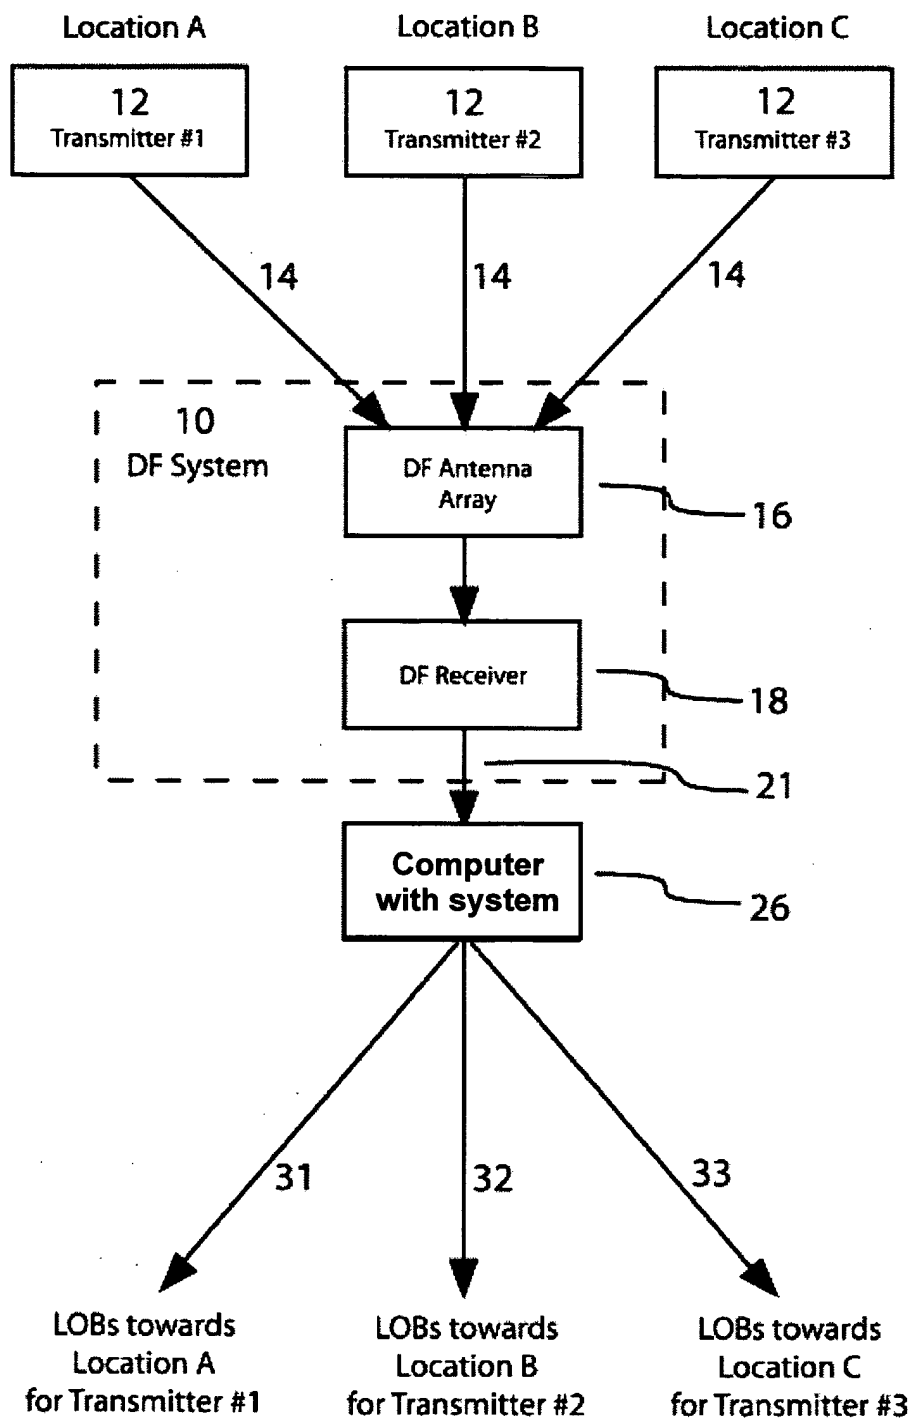 Location A
Location B
Location C
12
Transmitter #1
12
Transmitter #2
12
Transmitter #3
14
14
14
10
DF System
DF Antenna
Array
16
DF Receiver
18
21
Computer
with system
26
31
32
33
LOBs towards
Location A
for Transmitter #1
LOBs towards
Location B
for Transmitter #2
LOBs towards
Location C
for Transmitter #3